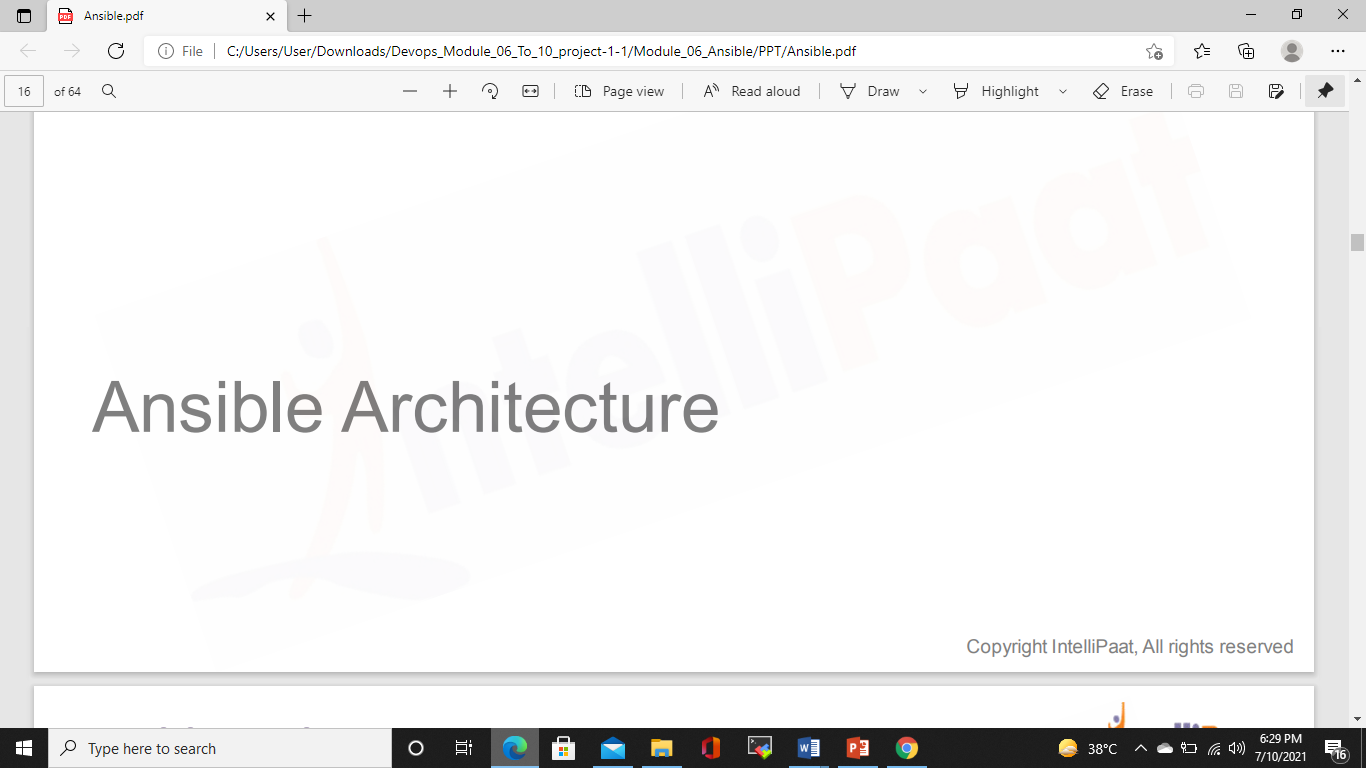 Ansible.pdf
File
C:/Users/User/Downloads/Devops_Module_06_To_10_project-1-1/Module_06_Ansible/PPT/Ansible.pdf
16 of 64
Page view
Read aloud
Draw
Highlight
Erase
IntelliPaat
Ansible Architecture
Copyright IntelliPaat, All rights reserved
Type here to search
38°C
6:29 PM
7/10/2021
16